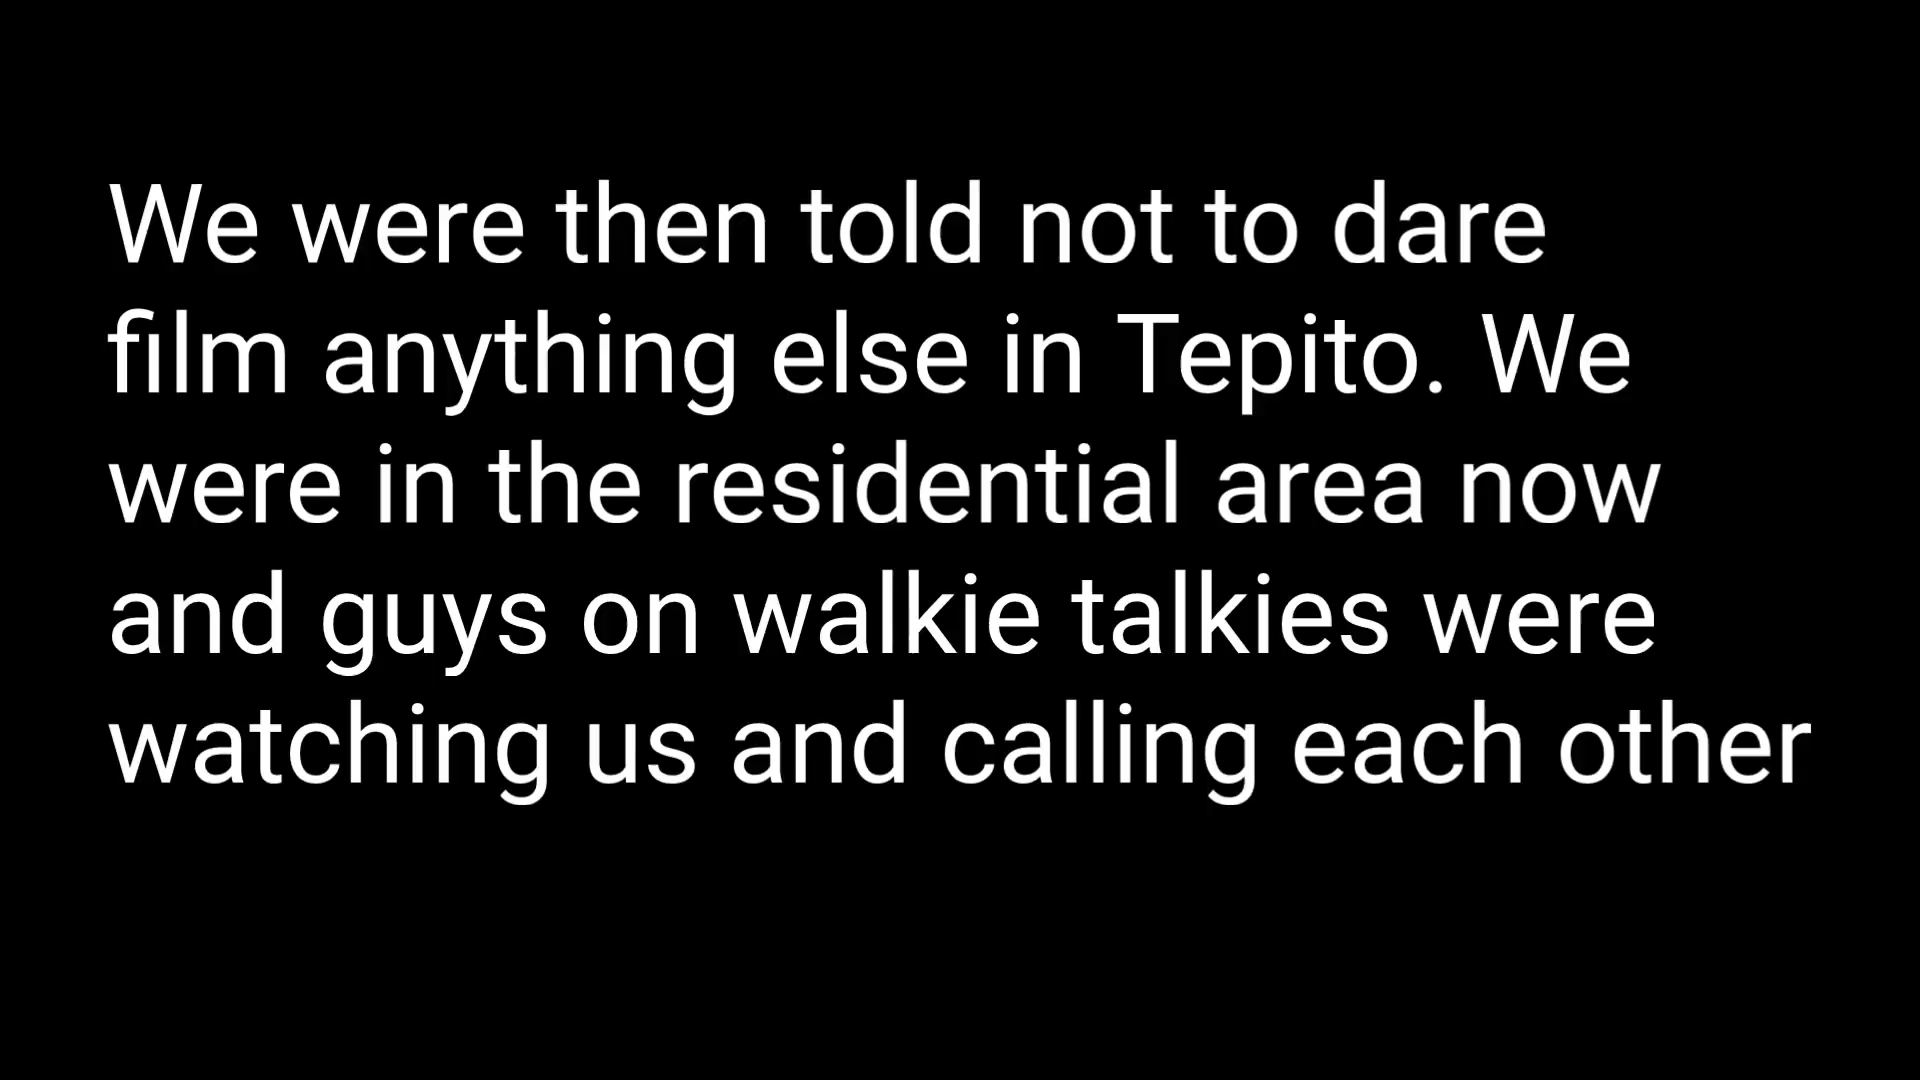 We were then told not to dare
film anything else in Tepito. We
were in the residential area now
and guys on walkie talkies were
watching us and calling each other